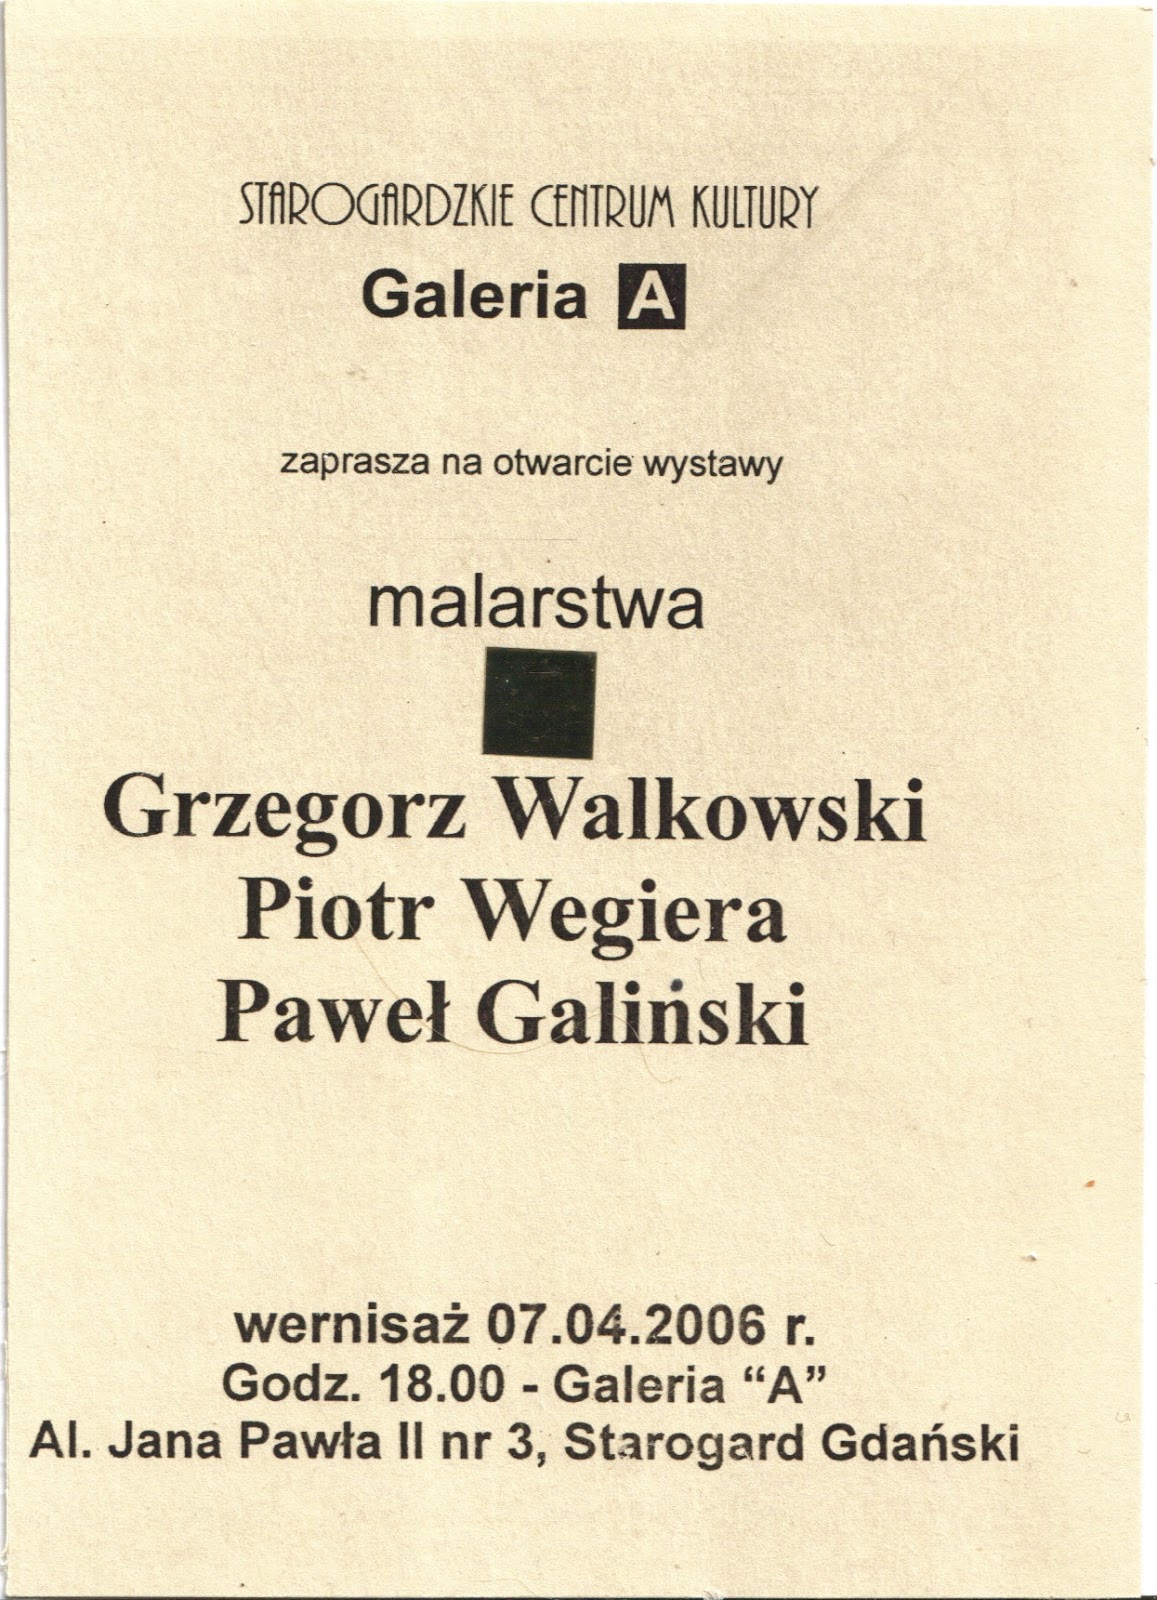 STAROGARDZKIE CENTRUM KULTURY
Galeria A
zaprasza na otwarcie wystawy
malarstwa
Grzegorz Walkowski
Piotr Wegiera
Paweł Galiński
wernisaż 07.04.2006 r.
Godz. 18.00 - Galeria “A”
Al. Jana Pawła II nr 3, Starogard Gdański